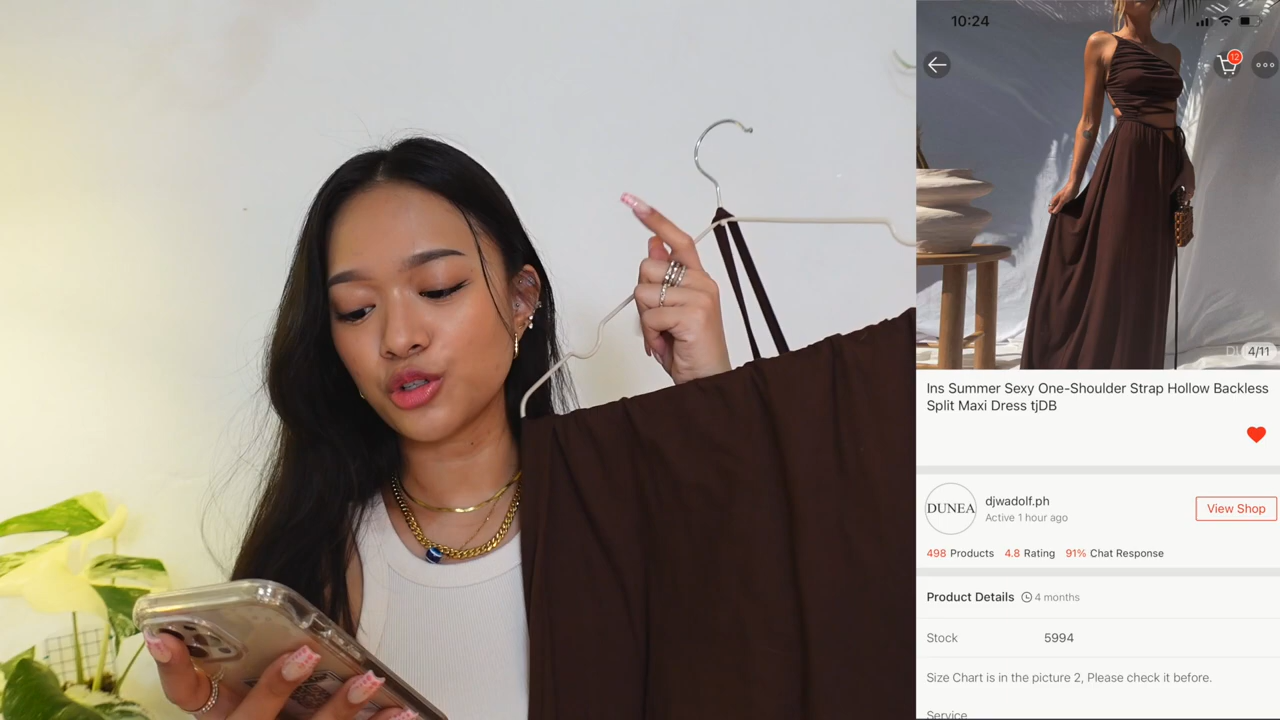 10:24
12
4/11
Ins Summer Sexy One-Shoulder Strap Hollow Backless
Split Maxi Dress tjDB
DUNEA
djwadolf.ph
Active 1 hour ago
View Shop
498 Products 4.8 Rating 91% Chat Response
Product Details 4 months
Stock 5994
Size Chart is in the picture 2, Please check it before.
Service